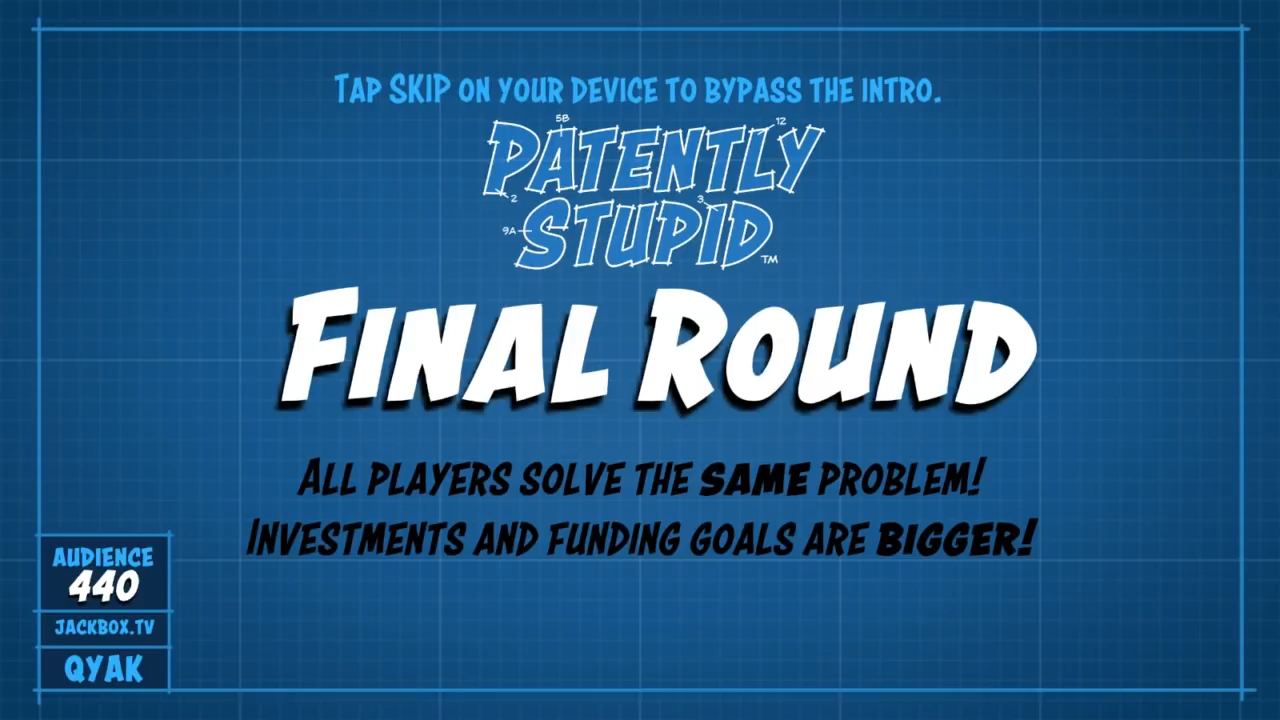 TAP SKIP ON YOUR DEVICE TO BYPASS THE INTRO.
5B 12
PATENTLY
2 3
9A STUPID TM
FINAL ROUND
ALL PLAYERS SOLVE THE SAME PROBLEM!
INVESTMENTS AND FUNDING GOALS ARE BIGGER!
AUDIENCE
440
JACKBOX.TV
QYAK